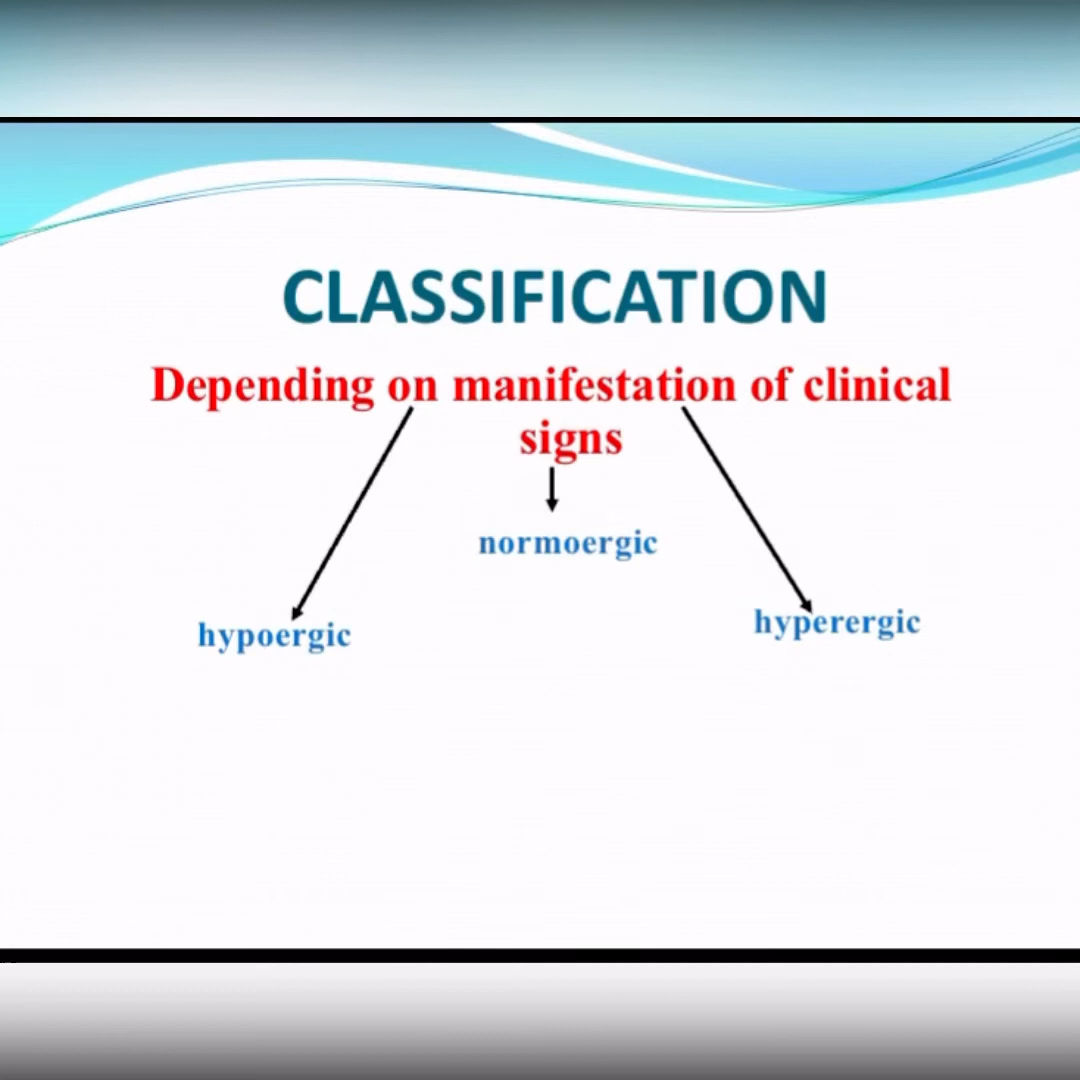 CLASSIFICATION
Depending on manifestation of clinical
signs
normoergic
hypoergic
hyperergic